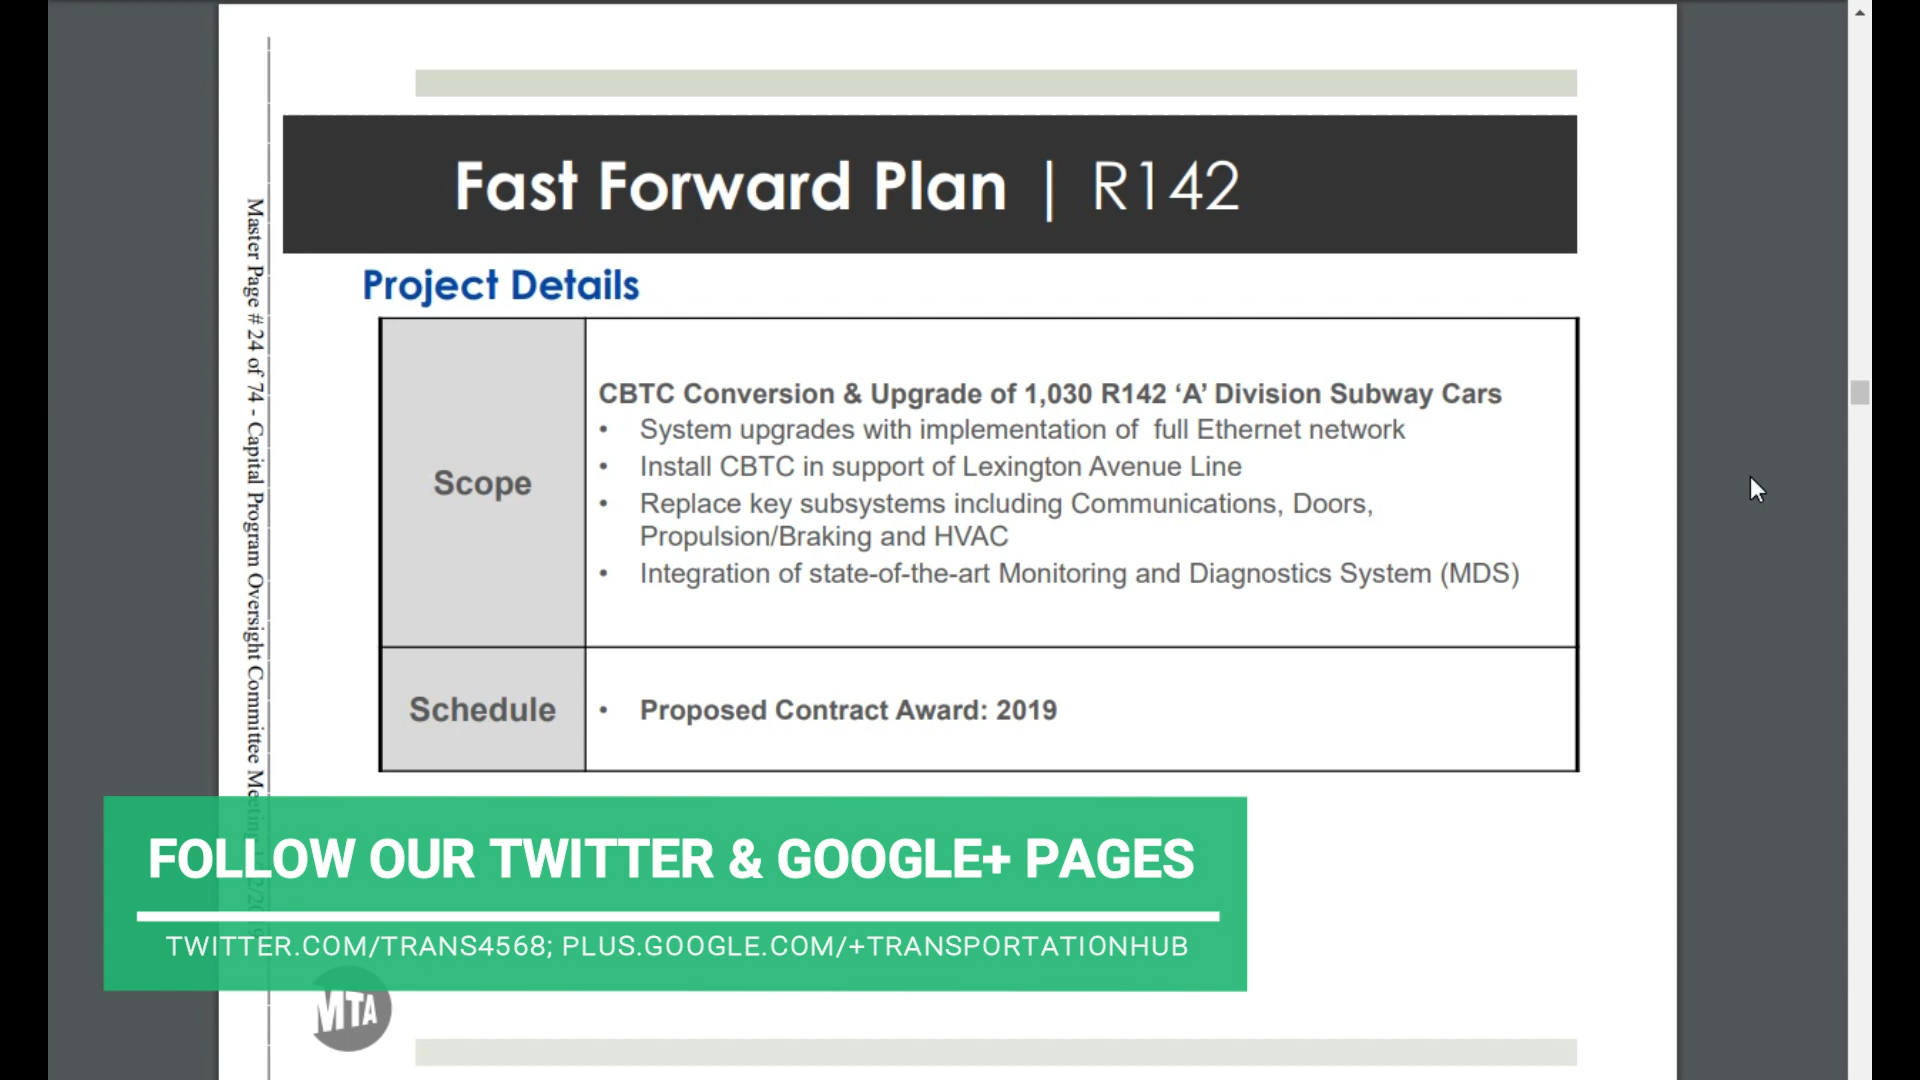 Fast Forward Plan | R142
Project Details
Scope
CBTC Conversion & Upgrade of 1,030 R142 ‘A’ Division Subway Cars
• System upgrades with implementation of full Ethernet network
• Install CBTC in support of Lexington Avenue Line
• Replace key subsystems including Communications, Doors,
Propulsion/Braking and HVAC
• Integration of state-of-the-art Monitoring and Diagnostics System (MDS)
Schedule
• Proposed Contract Award: 2019
Master Page # 24 of 74 - Capital Program Oversight Committee Meeting
FOLLOW OUR TWITTER & GOOGLE+ PAGES
TWITTER.COM/TRANS4568; PLUS.GOOGLE.COM/+TRANSPORTATIONHUB
MTA